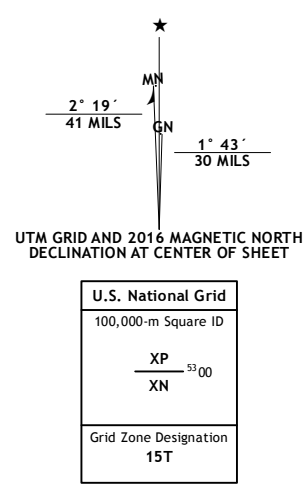 ★
MN
2° 19´
41 MILS
GN
1° 43´
30 MILS
UTM GRID AND 2016 MAGNETIC NORTH
DECLINATION AT CENTER OF SHEET
U.S. National Grid
100,000-m Square ID
XP
5300
XN
Grid Zone Designation
15T